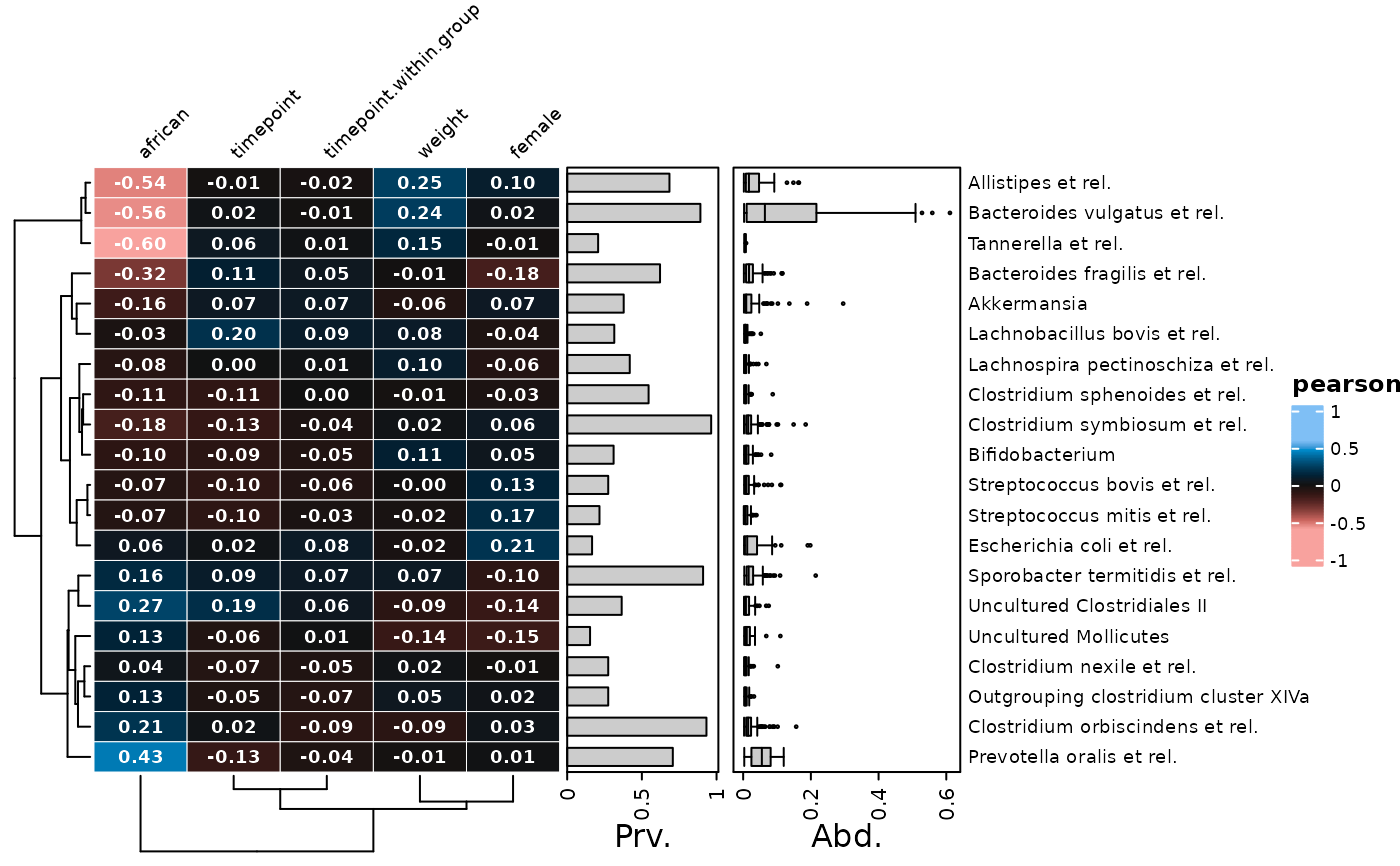 african timepoint timepoint.within.group weight female
-0.54 -0.01 -0.02 0.25 0.10 Allistipes et rel.
-0.56 0.02 -0.01 0.24 0.02 Bacteroides vulgatus et rel.
-0.60 0.06 0.01 0.15 -0.01 Tannerella et rel.
-0.32 0.11 0.05 -0.01 -0.18 Bacteroides fragilis et rel.
-0.16 0.07 0.07 -0.06 0.07 Akkermansia
-0.03 0.20 0.09 0.08 -0.04 Lachnobacillus bovis et rel.
-0.08 0.00 0.01 0.10 -0.06 Lachnospira pectinoschiza et rel.
-0.11 -0.11 0.00 -0.01 -0.03 Clostridium sphenoides et rel.
-0.18 -0.13 -0.04 0.02 0.06 Clostridium symbiosum et rel.
-0.10 -0.09 -0.05 0.11 0.05 Bifidobacterium
-0.07 -0.10 -0.06 -0.00 0.13 Streptococcus bovis et rel.
-0.07 -0.10 -0.03 -0.02 0.17 Streptococcus mitis et rel.
0.06 0.02 0.08 -0.02 0.21 Escherichia coli et rel.
0.16 0.09 0.07 0.07 -0.10 Sporobacter termitidis et rel.
0.27 0.19 0.06 -0.09 -0.14 Uncultured Clostridiales II
0.13 -0.06 0.01 -0.14 -0.15 Uncultured Mollicutes
0.04 -0.07 -0.05 0.02 -0.01 Clostridium nexile et rel.
0.13 -0.05 -0.07 0.05 0.02 Outgrouping clostridium cluster XIVa
0.21 0.02 -0.09 -0.09 0.03 Clostridium orbiscindens et rel.
0.43 -0.13 -0.04 -0.01 0.01 Prevotella oralis et rel.
0 0.5 1
Prv.
0 0.2 0.4 0.6
Abd.
pearson
1
0.5
0
-0.5
-1